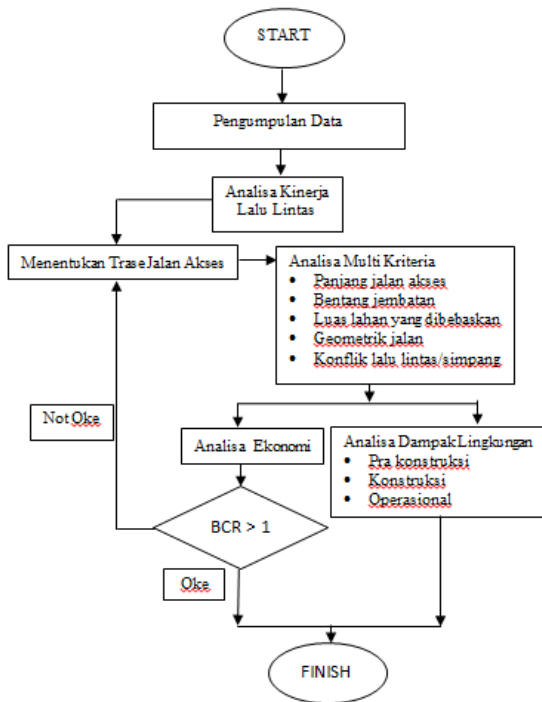 START
Pengumpulan Data
Analisa Kinerja
Lalu Lintas
Menentukan Trase Jalan Akses
Analisa Multi Kriteria
• Panjang jalan akses
• Bentang jembatan
• Luas lahan yang dibebaskan
• Geometrik jalan
• Konflik lalu lintas/simpang
Not Oke
Analisa Ekonomi
Analisa Dampak Lingkungan
• Pra konstruksi
• Konstruksi
• Operasional
BCR > 1
Oke
FINISH